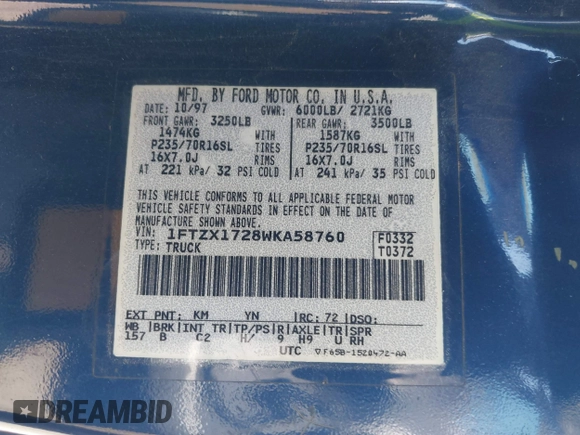 MFD. BY FORD MOTOR CO. IN U.S.A.
DATE: 10/97 GVWR: 6000LB/ 2721KG
FRONT GAWR: 3250LB REAR GAWR: 3500LB
1474KG WITH 1587KG WITH
P235/70R16SL TIRES P235/70R16SL TIRES
16X7.0J RIMS 16X7.0J RIMS
AT 221 kPa/ 32 PSI COLD AT 241 kPa/ 35 PSI COLD
THIS VEHICLE CONFORMS TO ALL APPLICABLE FEDERAL MOTOR
VEHICLE SAFETY STANDARDS IN EFFECT ON THE DATE OF
MANUFACTURE SHOWN ABOVE.
VIN: 1FTZX1728WKA58760 F0332
TYPE: TRUCK T0372
EXT PNT: KM YN RC: 72 DSO:
WB BRK INT TR TP/PS R AXLE TR SPR
157 B C2 H/ 9 H9 U RH
UTC F65B-1520472-AA
DREAMBID